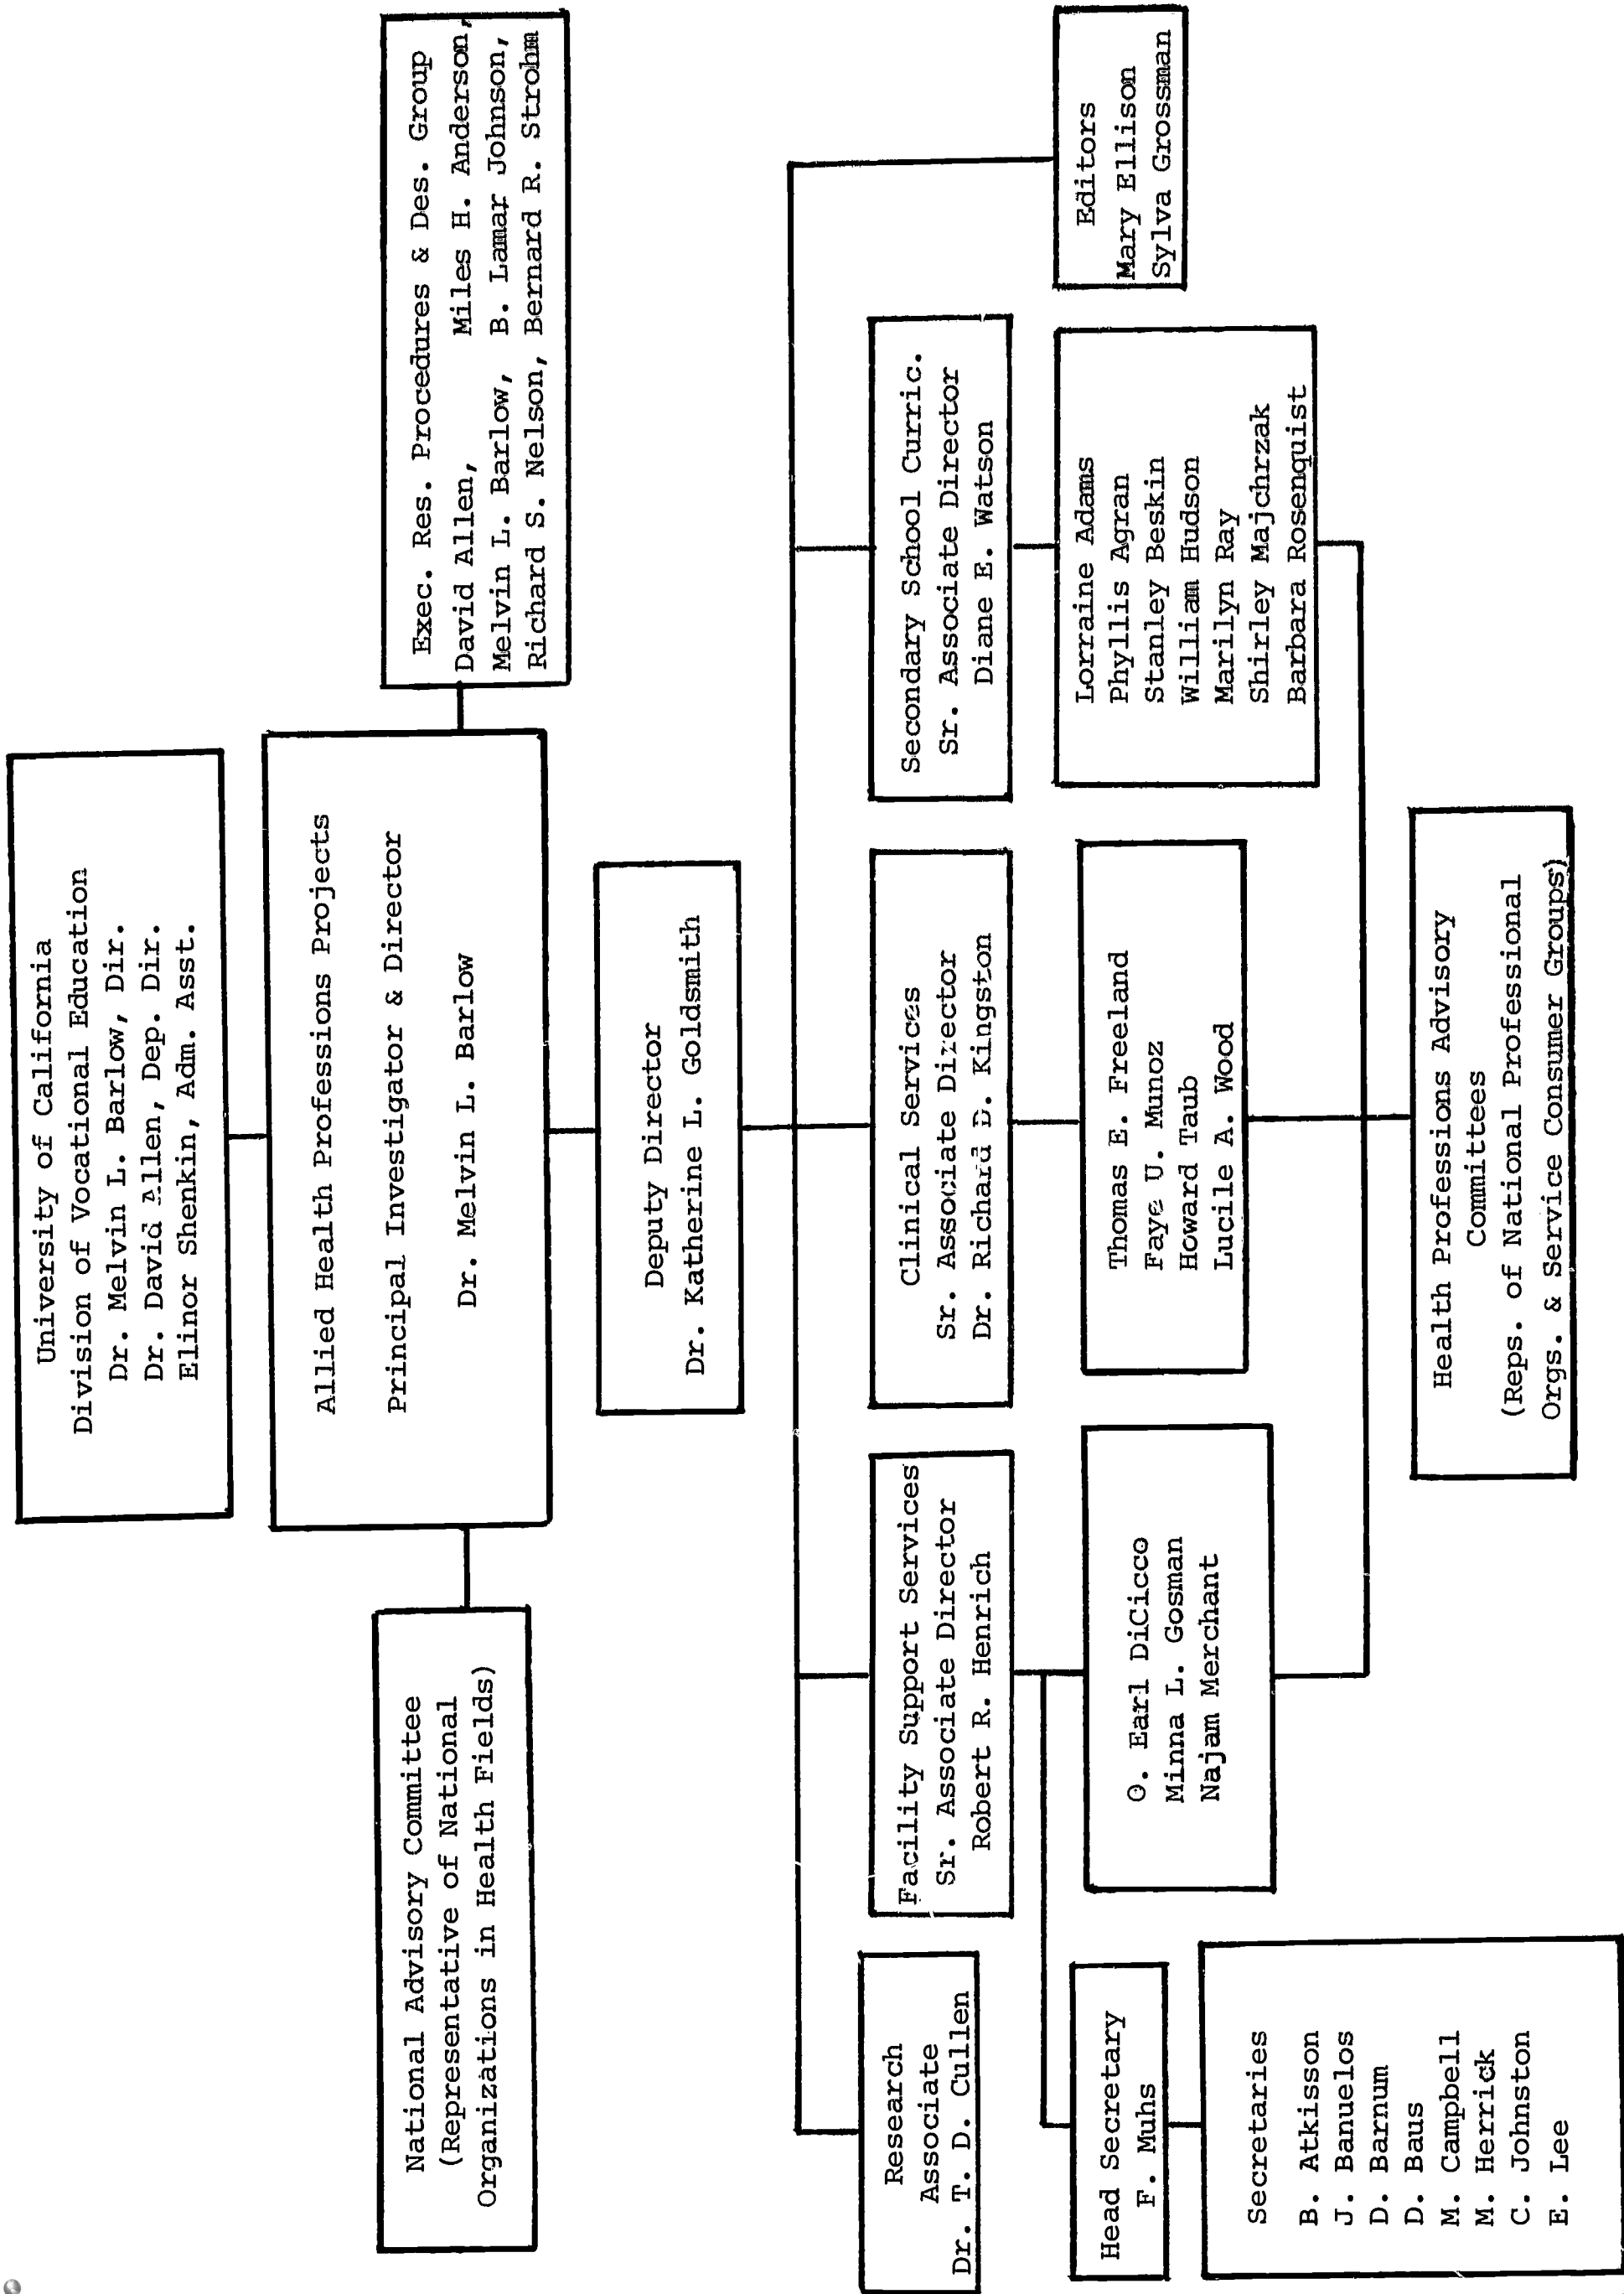 University of California
Division of Vocational Education
Dr. Melvin L. Barlow, Dir.
Dr. David Allen, Dep. Dir.
Elinor Shenkin, Adm. Asst.
National Advisory Committee
(Representative of National
Organizations in Health Fields)
Allied Health Professions Projects
Principal Investigator & Director
Dr. Melvin L. Barlow
Exec. Res. Procedures & Des. Group
David Allen, Miles H. Anderson,
Melvin L. Barlow, B. Lamar Johnson,
Richard S. Nelson, Bernard R. Strohm
Deputy Director
Dr. Katherine L. Goldsmith
Research
Associate
Dr. T. D. Cullen
Facility Support Services
Sr. Associate Director
Robert R. Henrich
Clinical Services
Sr. Associate Director
Dr. Richard D. Kingston
Secondary School Curric.
Sr. Associate Director
Diane E. Watson
Editors
Mary Ellison
Sylva Grossman
Head Secretary
F. Muhs
O. Earl DiCicco
Minna L. Gosman
Najam Merchant
Thomas E. Freeland
Faye U. Munoz
Howard Taub
Lucile A. Wood
Lorraine Adams
Phyllis Agran
Stanley Beskin
William Hudson
Marilyn Ray
Shirley Majchrzak
Barbara Rosenquist
Secretaries
B. Atkisson
J. Banuelos
D. Barnum
D. Baus
M. Campbell
M. Herrick
C. Johnston
E. Lee
Health Professions Advisory
Committees
(Reps. of National Professional
Orgs. & Service Consumer Groups)